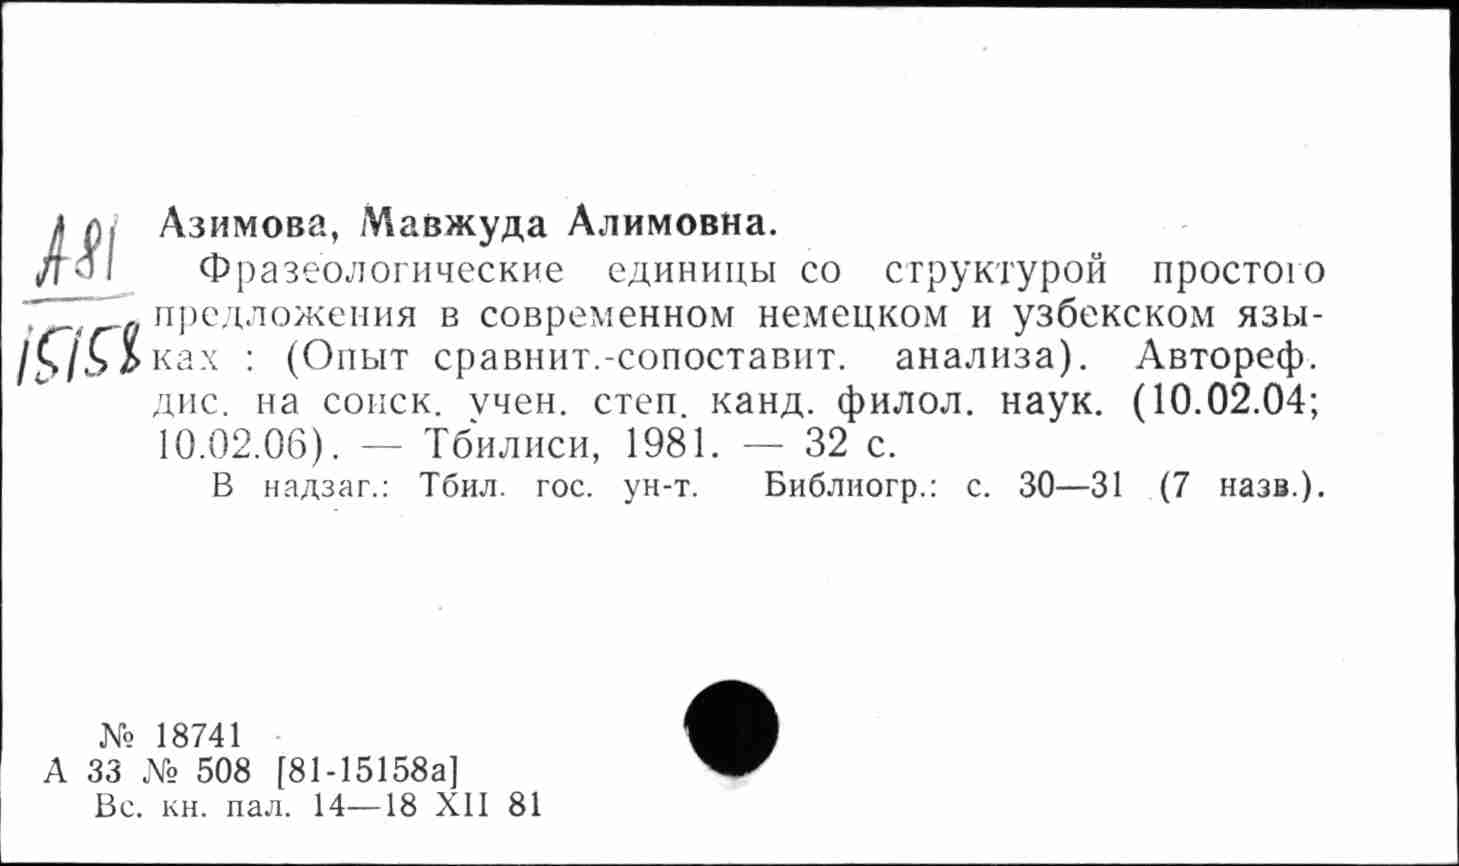 А81
15158
Азимова, Мавжуда Алимовна.
Фразеологические единицы со структурой простого
предложения в современном немецком и узбекском язы-
ках : (Опыт сравнит.-сопоставит. анализа). Автореф.
дис. на соиск. учен. степ. канд. филол. наук. (10.02.04;
10.02.06). — Тбилиси, 1981. — 32 с.
В надзаг.: Тбил. гос. ун-т. Библиогр.: с. 30—31 (7 назв.).
№ 18741
А 33 № 508 [81-15158а]
Вс. кн. пал. 14—18 XII 81